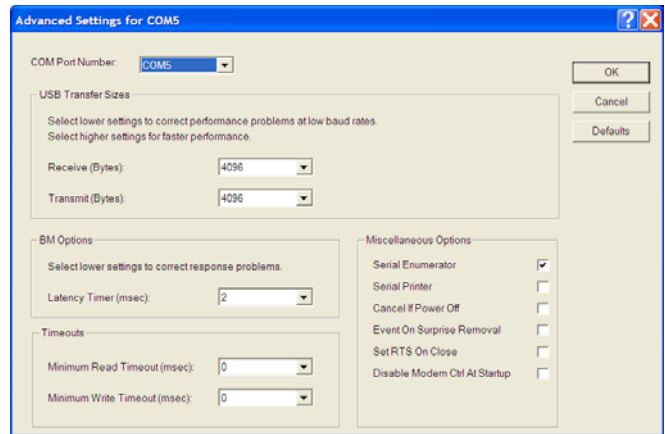 Advanced Settings for COM5
COM Port Number: COM5
OK
Cancel
Defaults
USB Transfer Sizes
Select lower settings to correct performance problems at low baud rates.
Select higher settings for faster performance.
Receive (Bytes): 4096
Transmit (Bytes): 4096
BM Options
Select lower settings to correct response problems.
Latency Timer (msec): 2
Timeouts
Minimum Read Timeout (msec): 0
Minimum Write Timeout (msec): 0
Miscellaneous Options
Serial Enumerator
Serial Printer
Cancel If Power Off
Event On Surprise Removal
Set RTS On Close
Disable Modem Ctrl At Startup